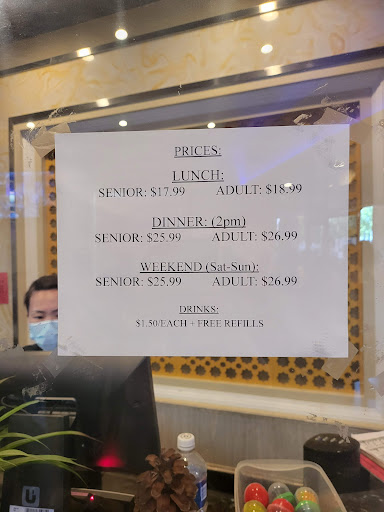 PRICES:
LUNCH:
SENIOR: $17.99 ADULT: $18.99
DINNER: (2pm)
SENIOR: $25.99 ADULT: $26.99
WEEKEND (Sat-Sun):
SENIOR: $25.99 ADULT: $26.99
DRINKS:
$1.50/EACH + FREE REFILLS